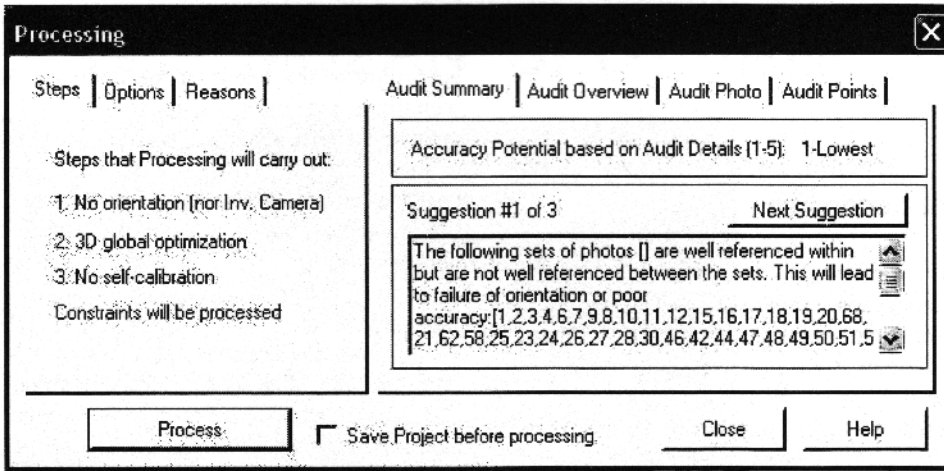 Processing
Steps Options Reasons
Steps that Processing will carry out:
1. No orientation (nor Inv. Camera)
2. 3D global optimization
3. No self-calibration
Constraints will be processed
Audit Summary Audit Overview Audit Photo Audit Points
Accuracy Potential based on Audit Details (1-5): 1-Lowest
Suggestion #1 of 3 Next Suggestion
The following sets of photos [] are well referenced within
but are not well referenced between the sets. This will lead
to failure of orientation or poor
accuracy:[1,2,3,4,6,7,9,8,10,11,12,15,16,17,18,19,20,68,
21,62,58,25,23,24,26,27,28,30,46,42,44,47,48,49,50,51,5
Process Save Project before processing. Close Help